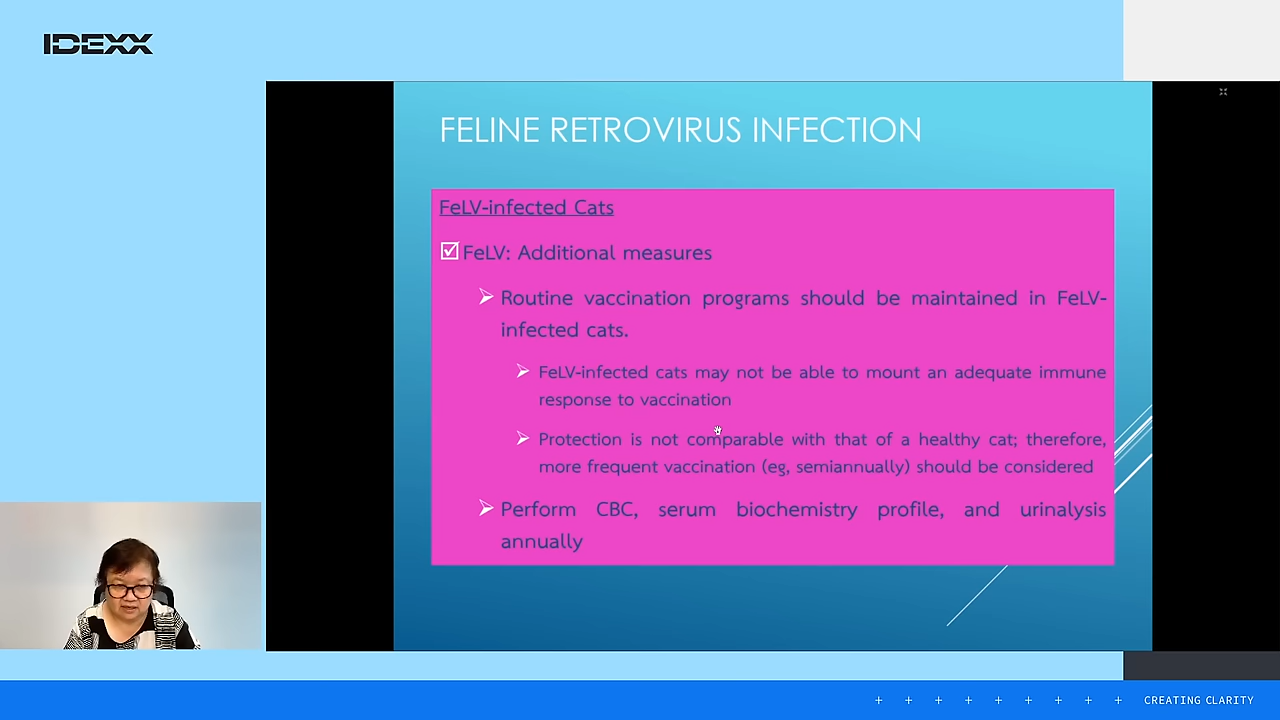 IDEXX
FELINE RETROVIRUS INFECTION
FeLV-infected Cats
FeLV: Additional measures
Routine vaccination programs should be maintained in FeLV-
infected cats.
FeLV-infected cats may not be able to mount an adequate immune
response to vaccination
Protection is not comparable with that of a healthy cat; therefore,
more frequent vaccination (eg, semiannually) should be considered
Perform CBC, serum biochemistry profile, and urinalysis
annually
CREATING CLARITY